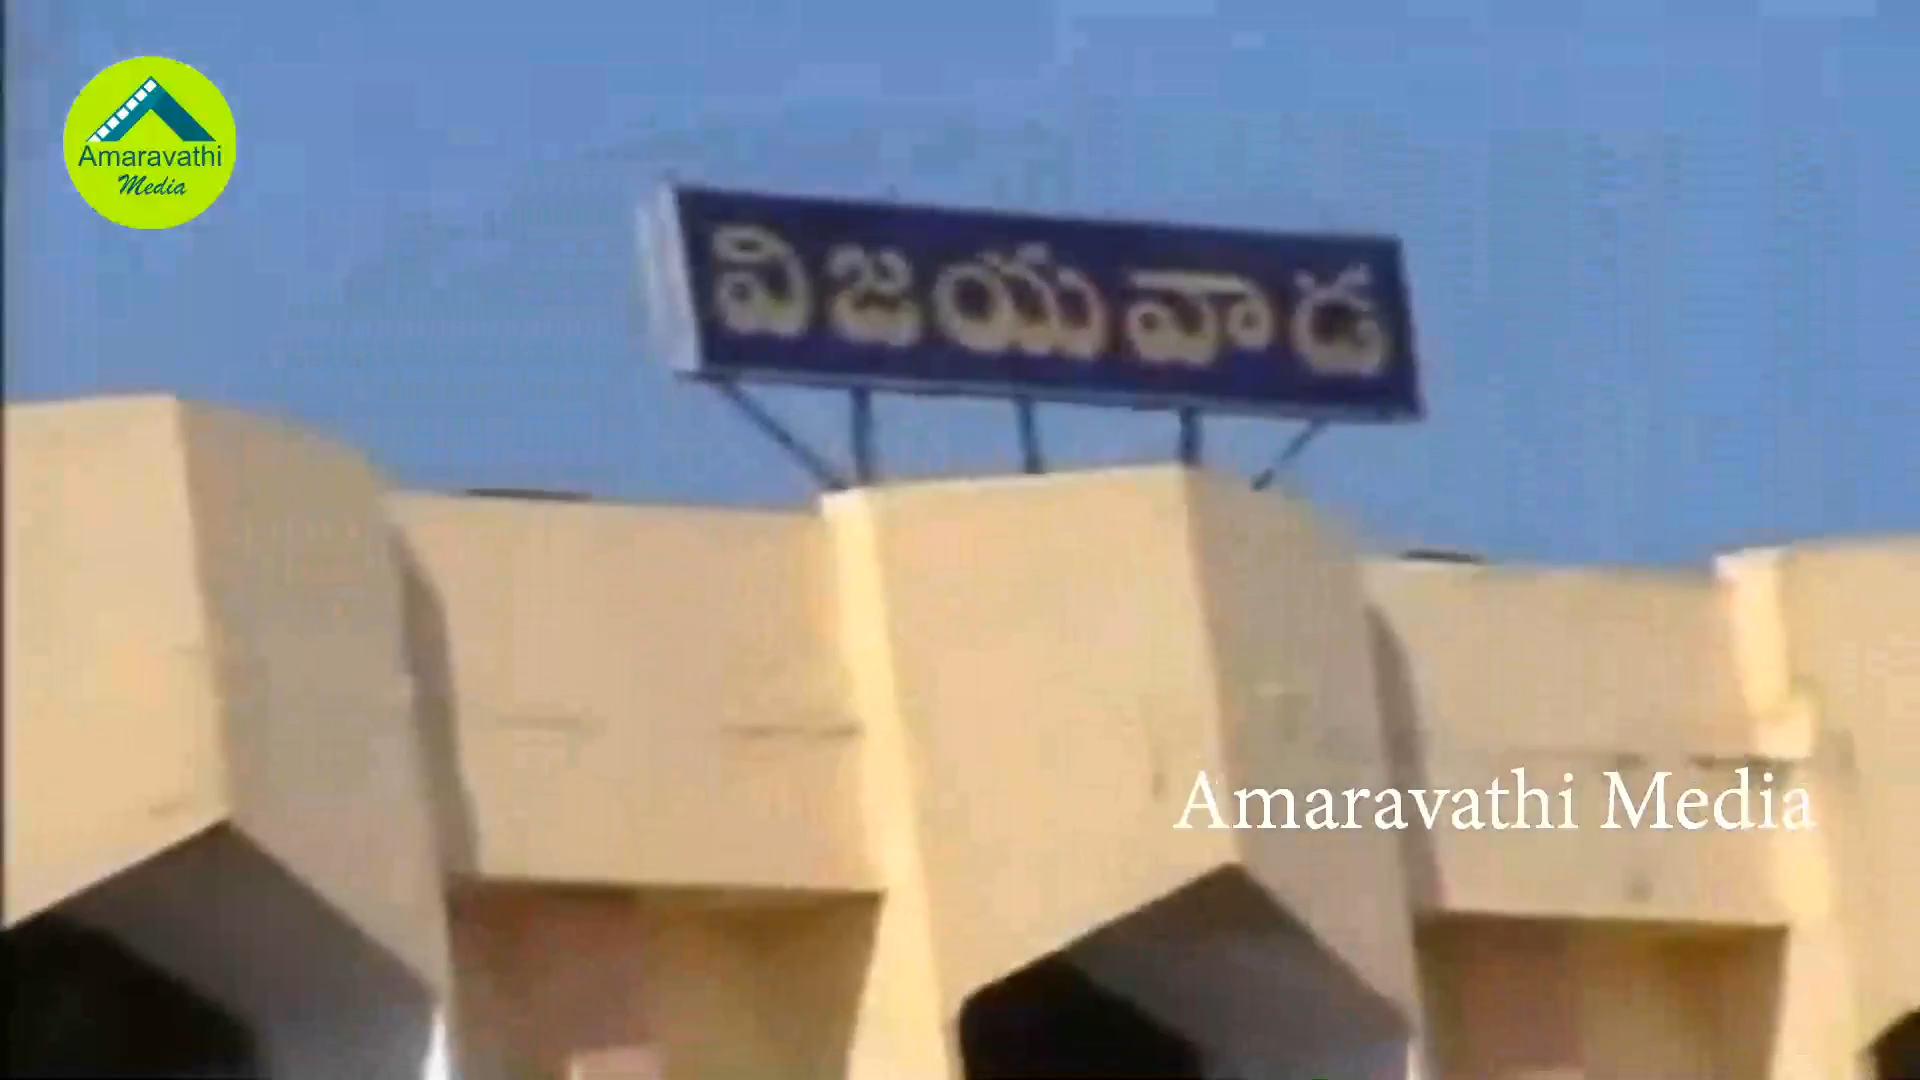 Amaravathi
Media
విజయవాడ
Amaravathi Media